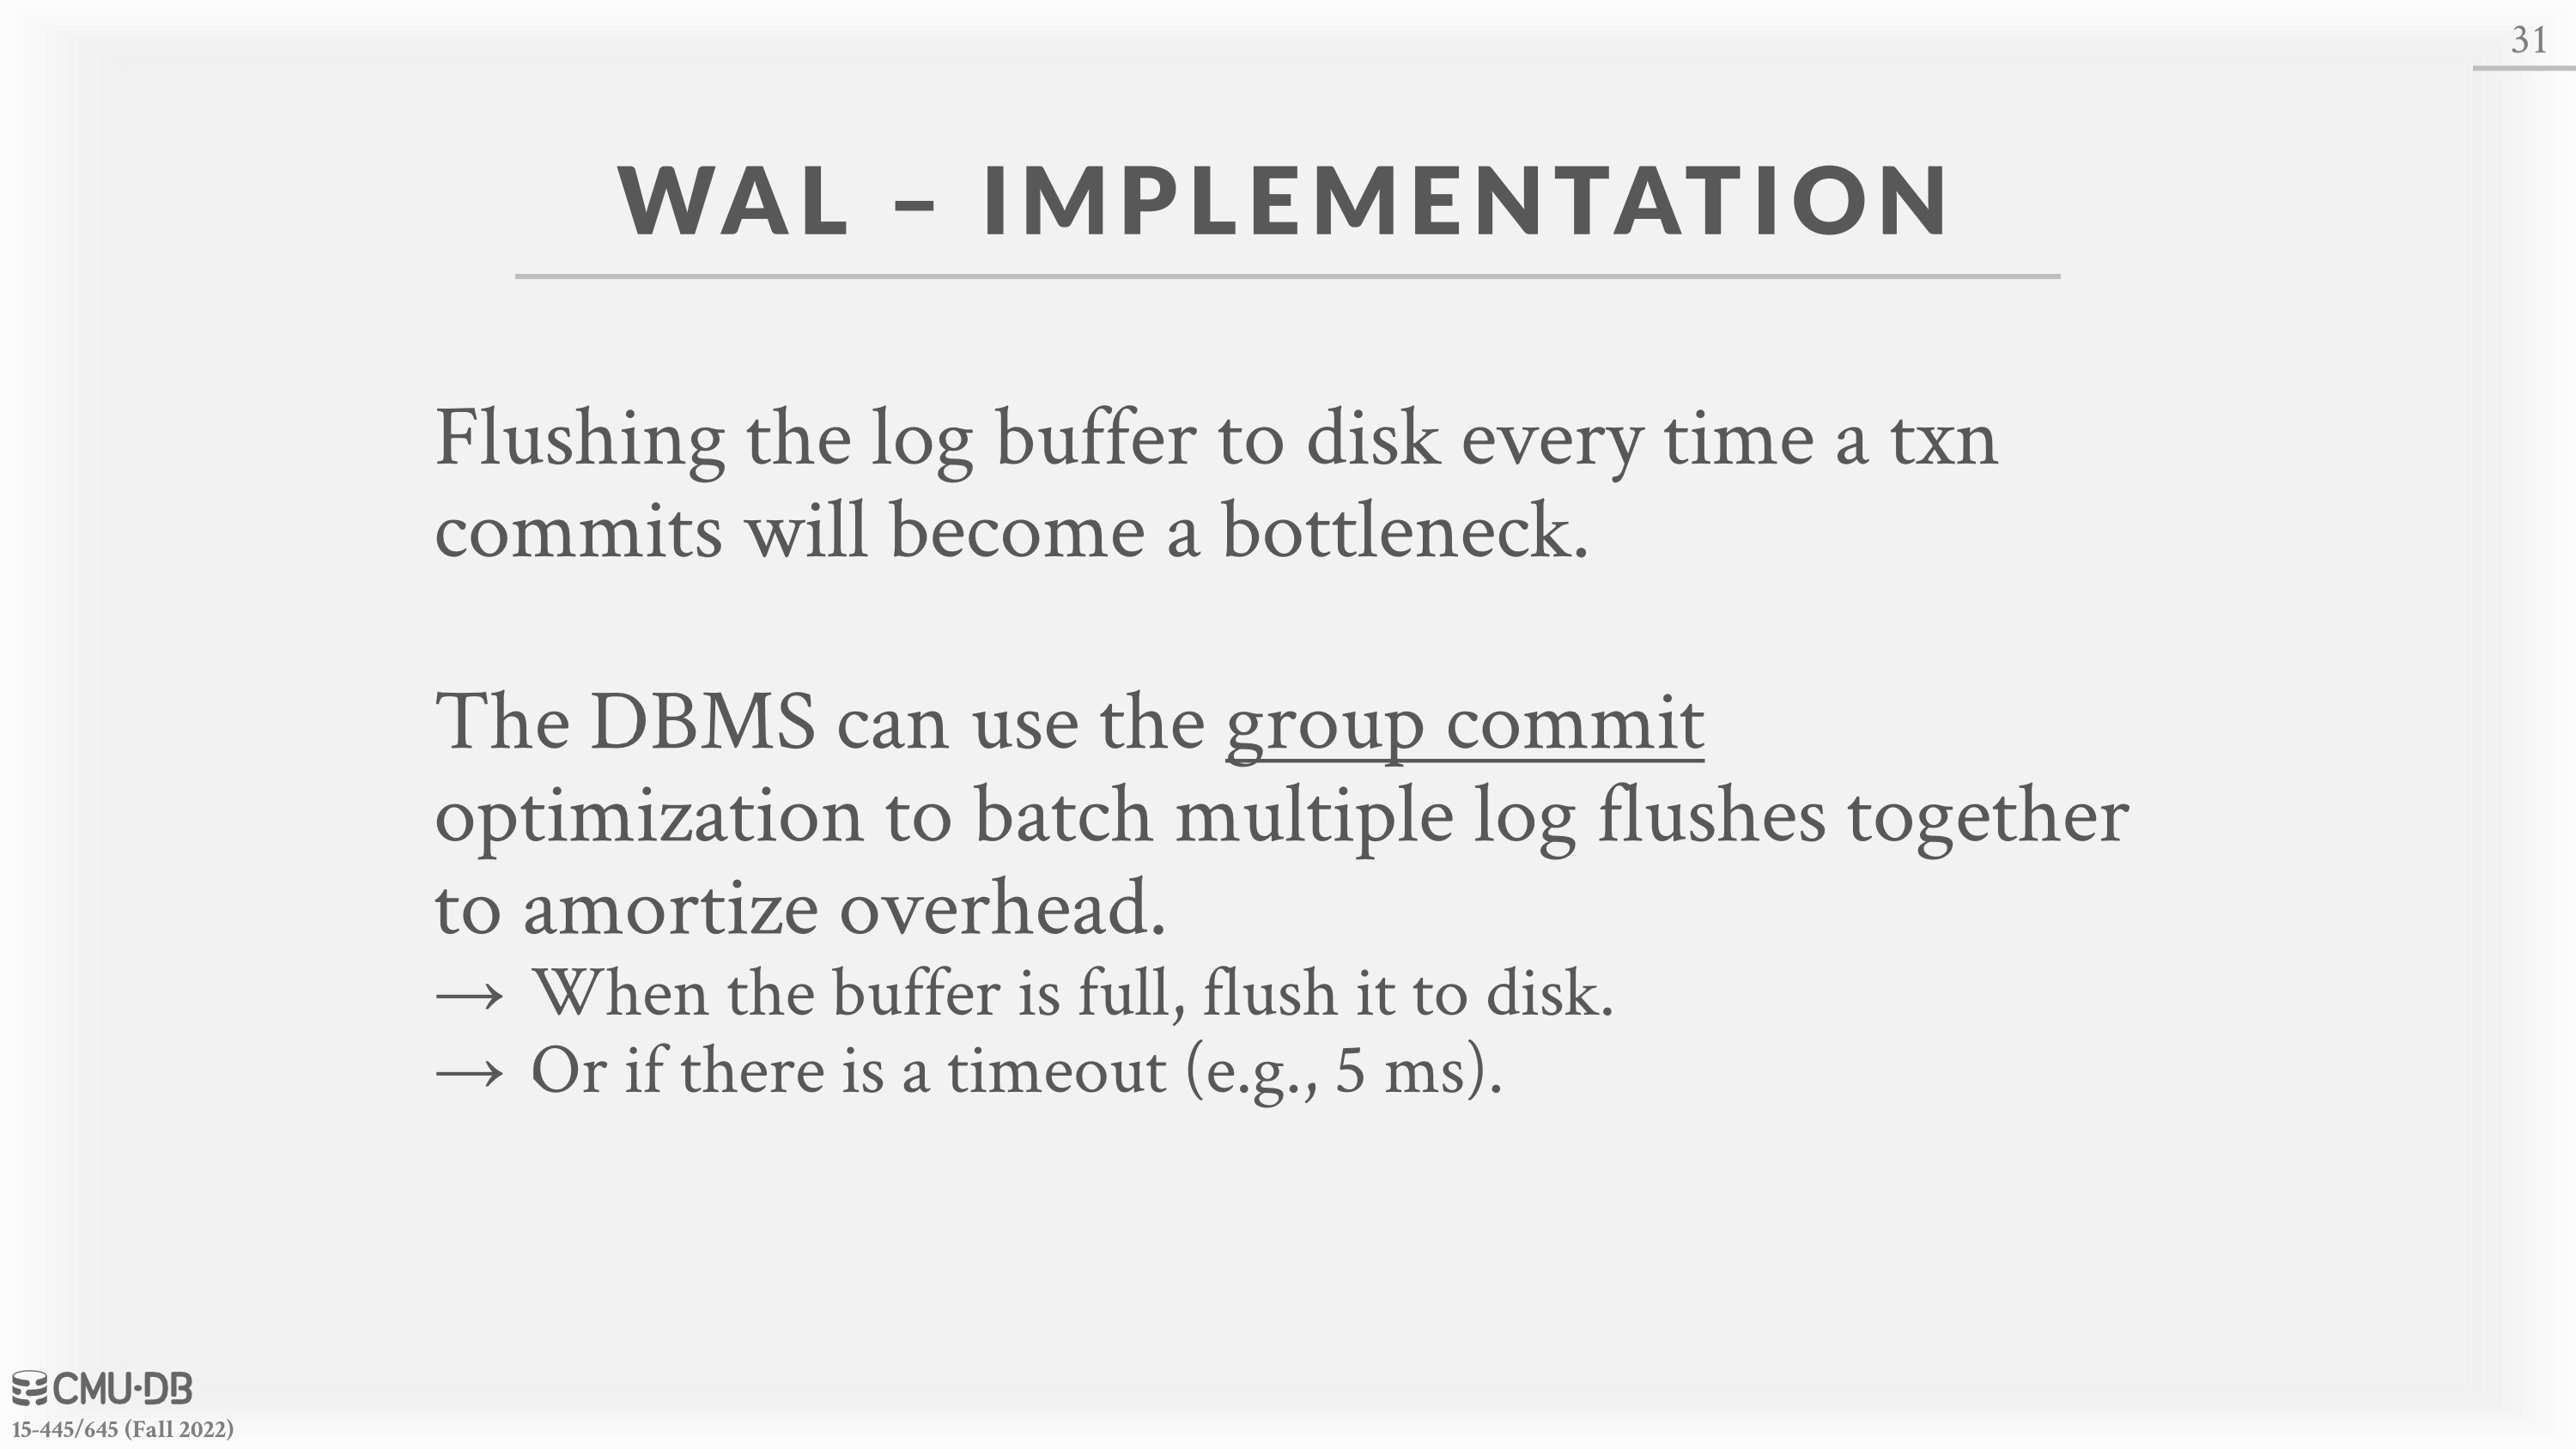 31
WAL – IMPLEMENTATION
Flushing the log buffer to disk every time a txn
commits will become a bottleneck.
The DBMS can use the group commit
optimization to batch multiple log flushes together
to amortize overhead.
→ When the buffer is full, flush it to disk.
→ Or if there is a timeout (e.g., 5 ms).
CMU·DB
15-445/645 (Fall 2022)